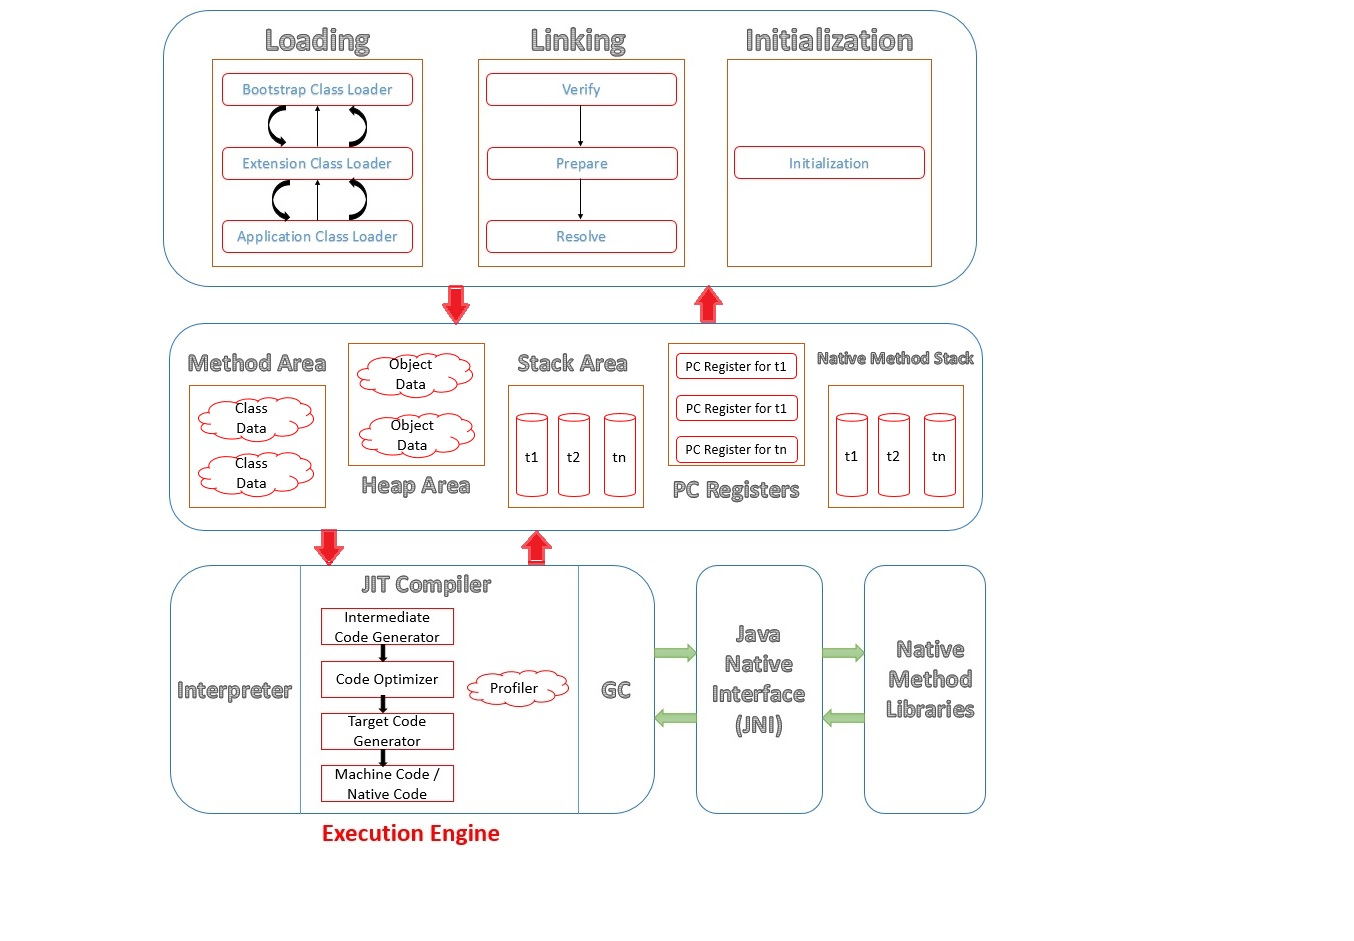 Loading
Bootstrap Class Loader
Extension Class Loader
Application Class Loader
Linking
Verify
Prepare
Resolve
Initialization
Initialization
Method Area
Class
Data
Class
Data
Object
Data
Object
Data
Heap Area
Stack Area
t1
t2
tn
PC Register for t1
PC Register for t1
PC Register for tn
PC Registers
Native Method Stack
t1
t2
tn
Interpreter
JIT Compiler
Intermediate
Code Generator
Code Optimizer
Target Code
Generator
Machine Code /
Native Code
Profiler
GC
Java
Native
Interface
(JNI)
Native
Method
Libraries
Execution Engine